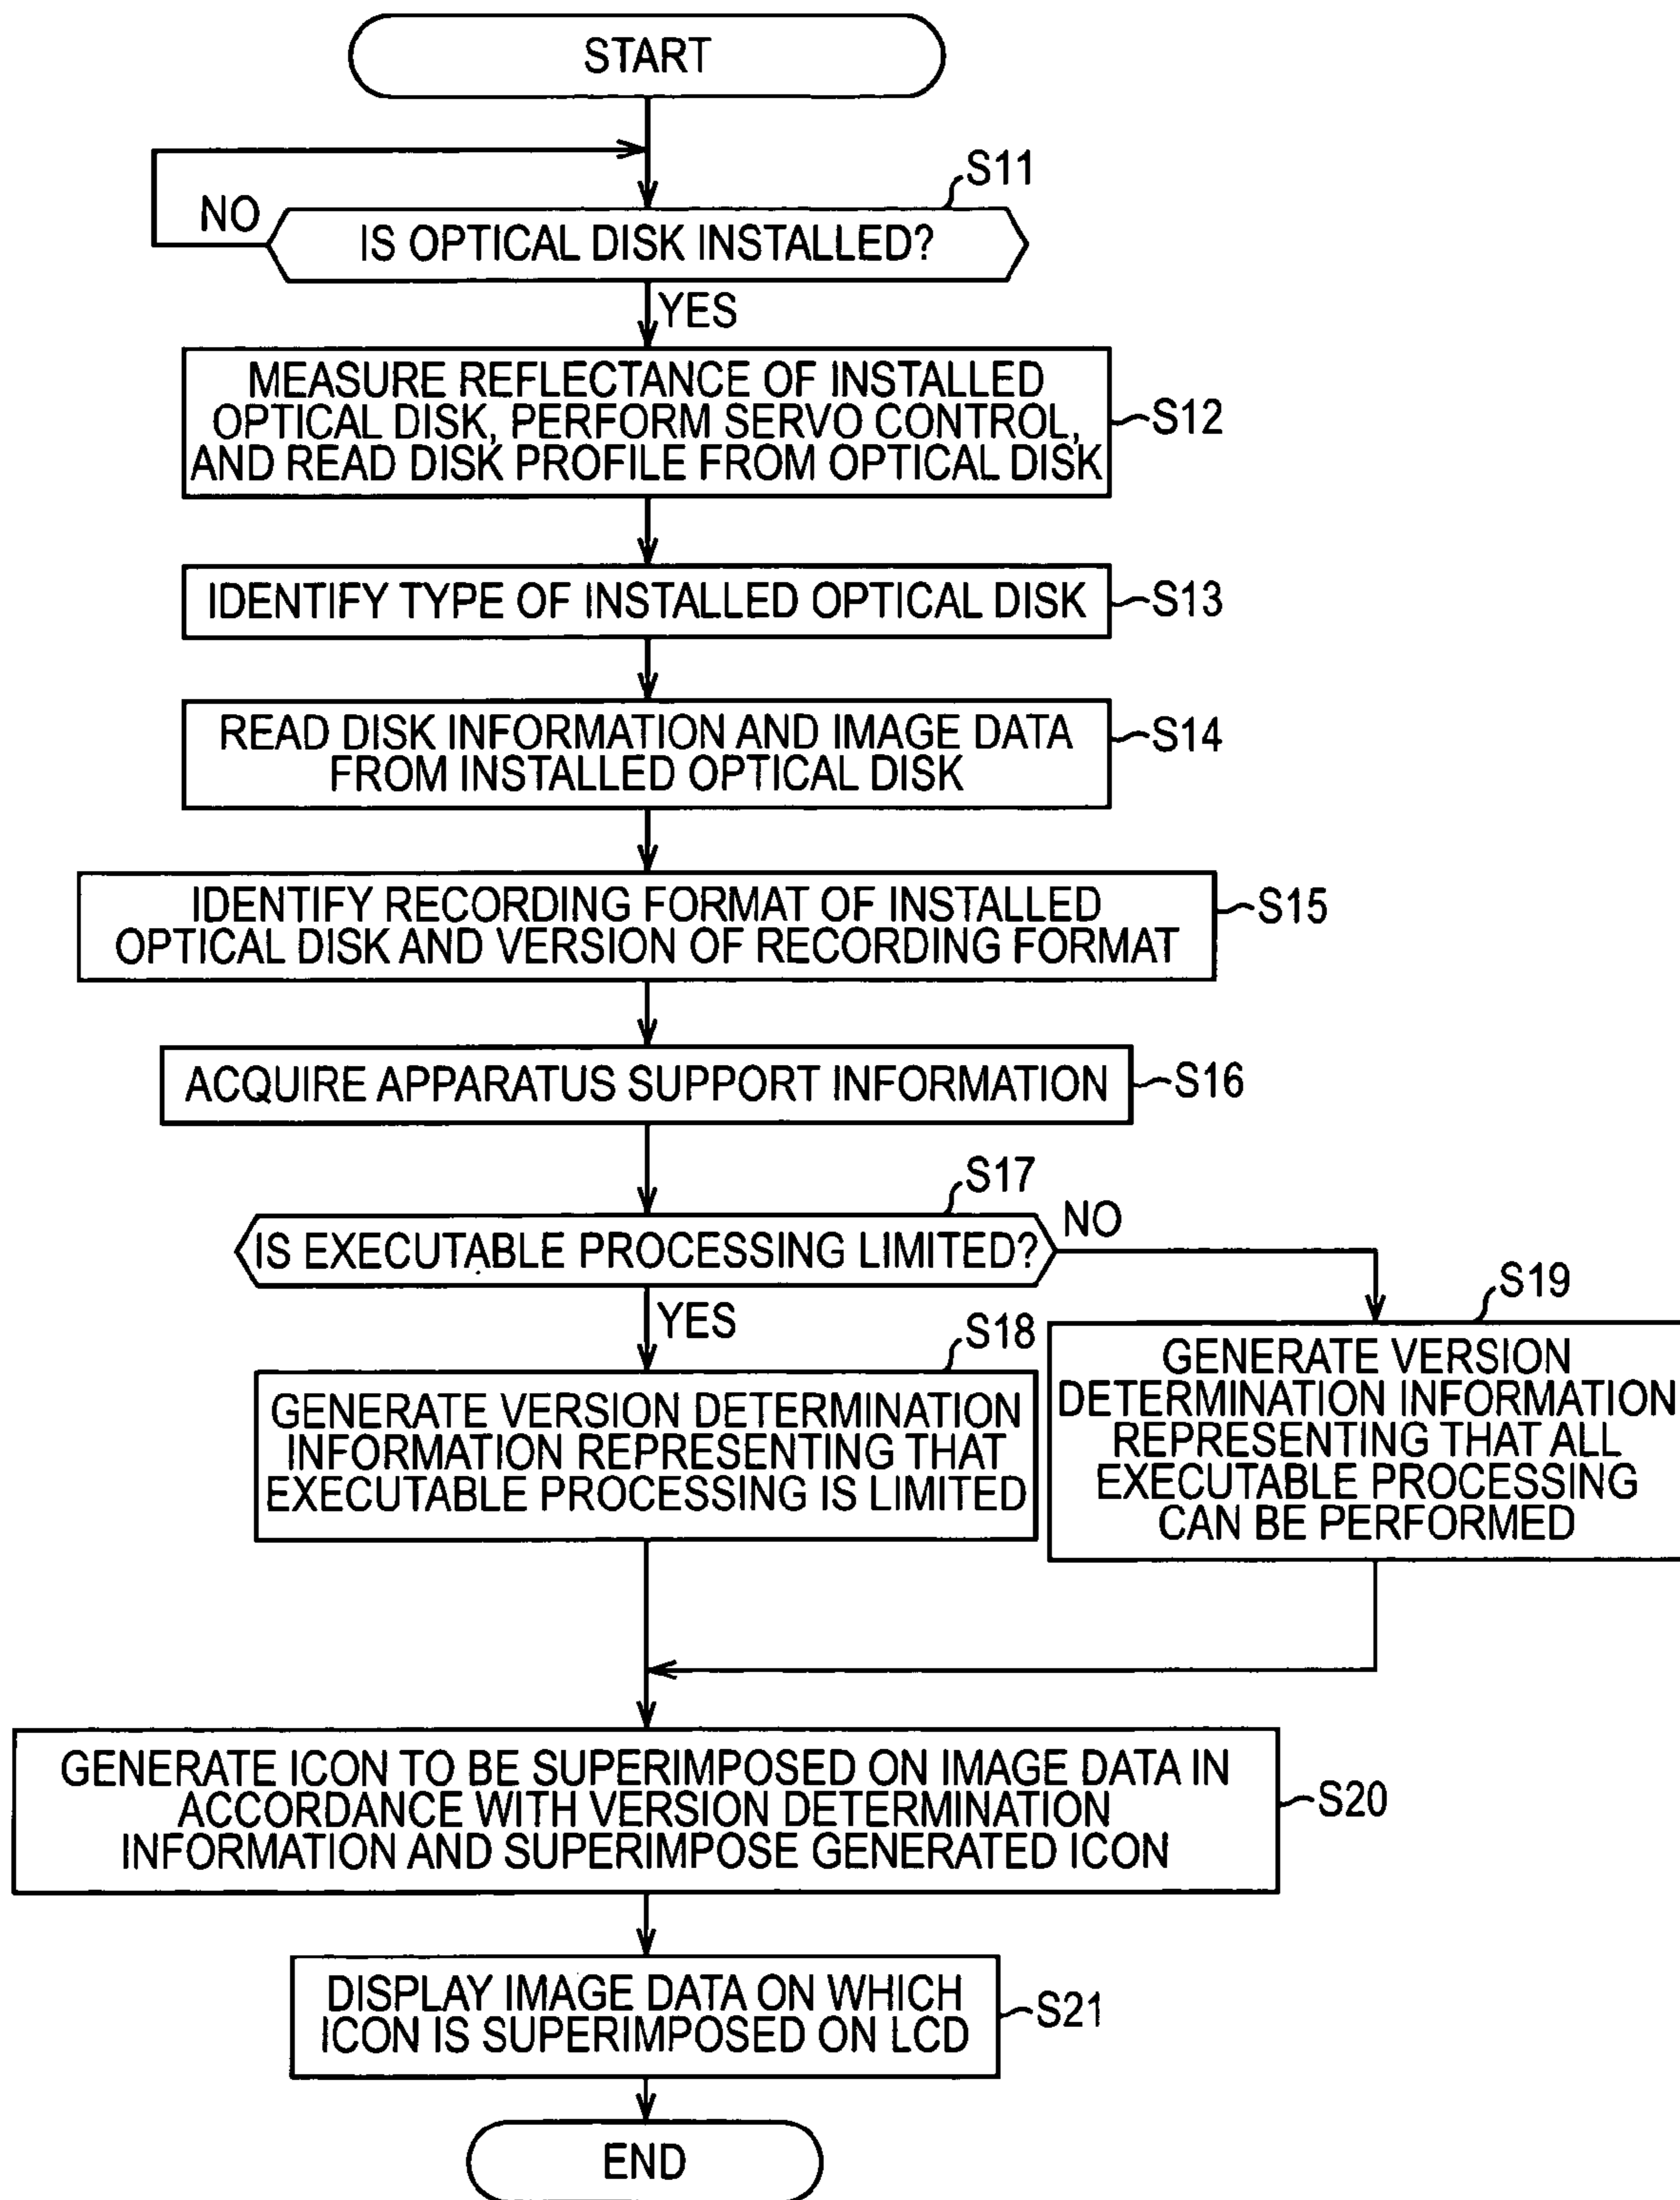 START
S11
NO
IS OPTICAL DISK INSTALLED?
YES
MEASURE REFLECTANCE OF INSTALLED
OPTICAL DISK, PERFORM SERVO CONTROL,
AND READ DISK PROFILE FROM OPTICAL DISK
S12
IDENTIFY TYPE OF INSTALLED OPTICAL DISK
S13
READ DISK INFORMATION AND IMAGE DATA
FROM INSTALLED OPTICAL DISK
S14
IDENTIFY RECORDING FORMAT OF INSTALLED
OPTICAL DISK AND VERSION OF RECORDING FORMAT
S15
ACQUIRE APPARATUS SUPPORT INFORMATION
S16
S17
IS EXECUTABLE PROCESSING LIMITED?
NO
YES
S18
GENERATE VERSION DETERMINATION
INFORMATION REPRESENTING THAT
EXECUTABLE PROCESSING IS LIMITED
S19
GENERATE VERSION
DETERMINATION INFORMATION
REPRESENTING THAT ALL
EXECUTABLE PROCESSING
CAN BE PERFORMED
GENERATE ICON TO BE SUPERIMPOSED ON IMAGE DATA IN
ACCORDANCE WITH VERSION DETERMINATION
INFORMATION AND SUPERIMPOSE GENERATED ICON
S20
DISPLAY IMAGE DATA ON WHICH
ICON IS SUPERIMPOSED ON LCD
S21
END